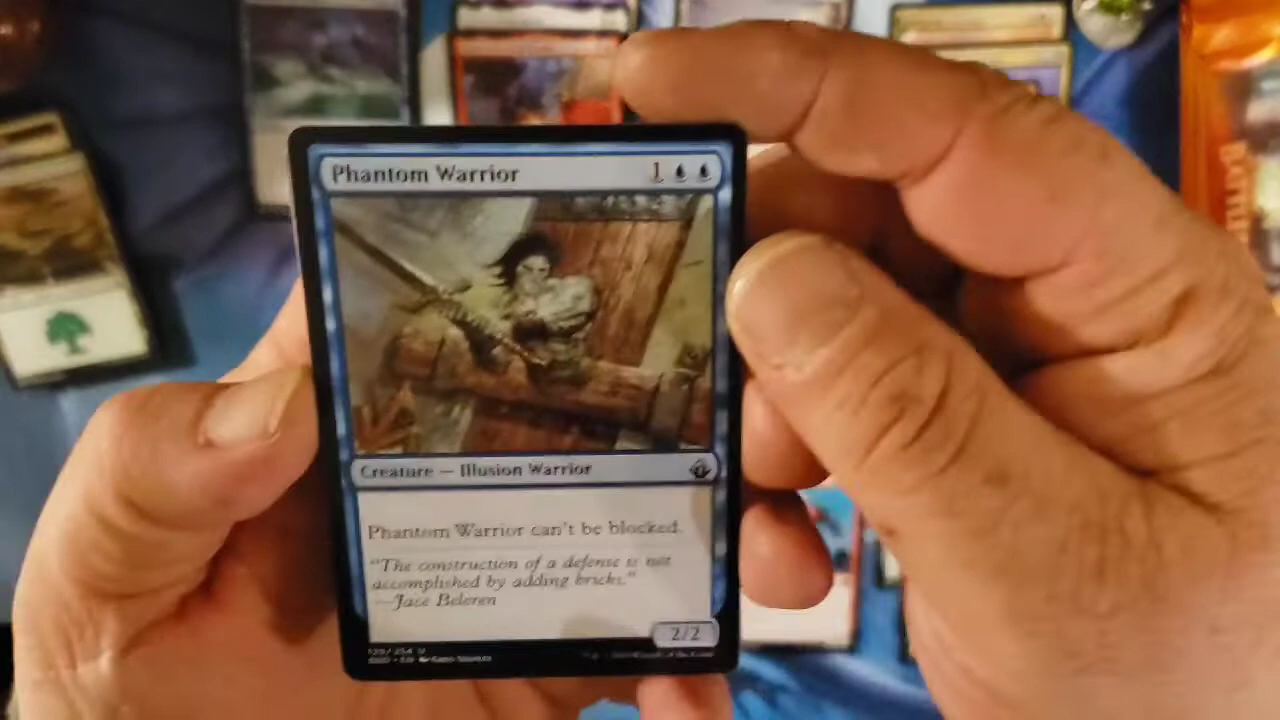 Phantom Warrior 1
Creature — Illusion Warrior
Phantom Warrior can't be blocked.
"The construction of a defense is not
accomplished by adding bricks."
—Jace Beleren
2/2